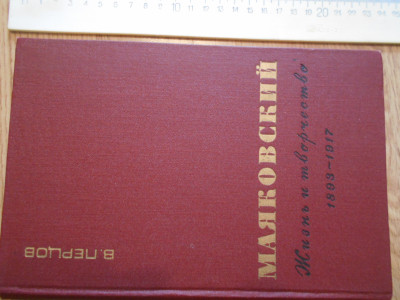 В. ПЕРЦОВ
МАЯКОВСКИЙ
Жизнь и творчество
1893-1917